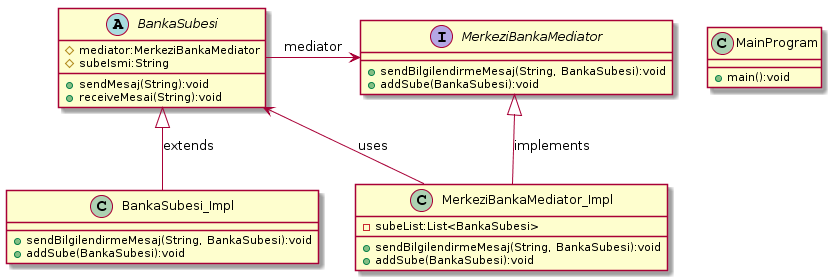 A BankaSubesi
mediator:MerkeziBankaMediator
subeIsmi:String
sendMesaj(String):void
receiveMesai(String):void
mediator
I MerkeziBankaMediator
sendBilgilendirmeMesaj(String, BankaSubesi):void
addSube(BankaSubesi):void
C MainProgram
main():void
extends
uses
implements
C BankaSubesi_Impl
sendBilgilendirmeMesaj(String, BankaSubesi):void
addSube(BankaSubesi):void
C MerkeziBankaMediator_Impl
subeList:List<BankaSubesi>
sendBilgilendirmeMesaj(String, BankaSubesi):void
addSube(BankaSubesi):void